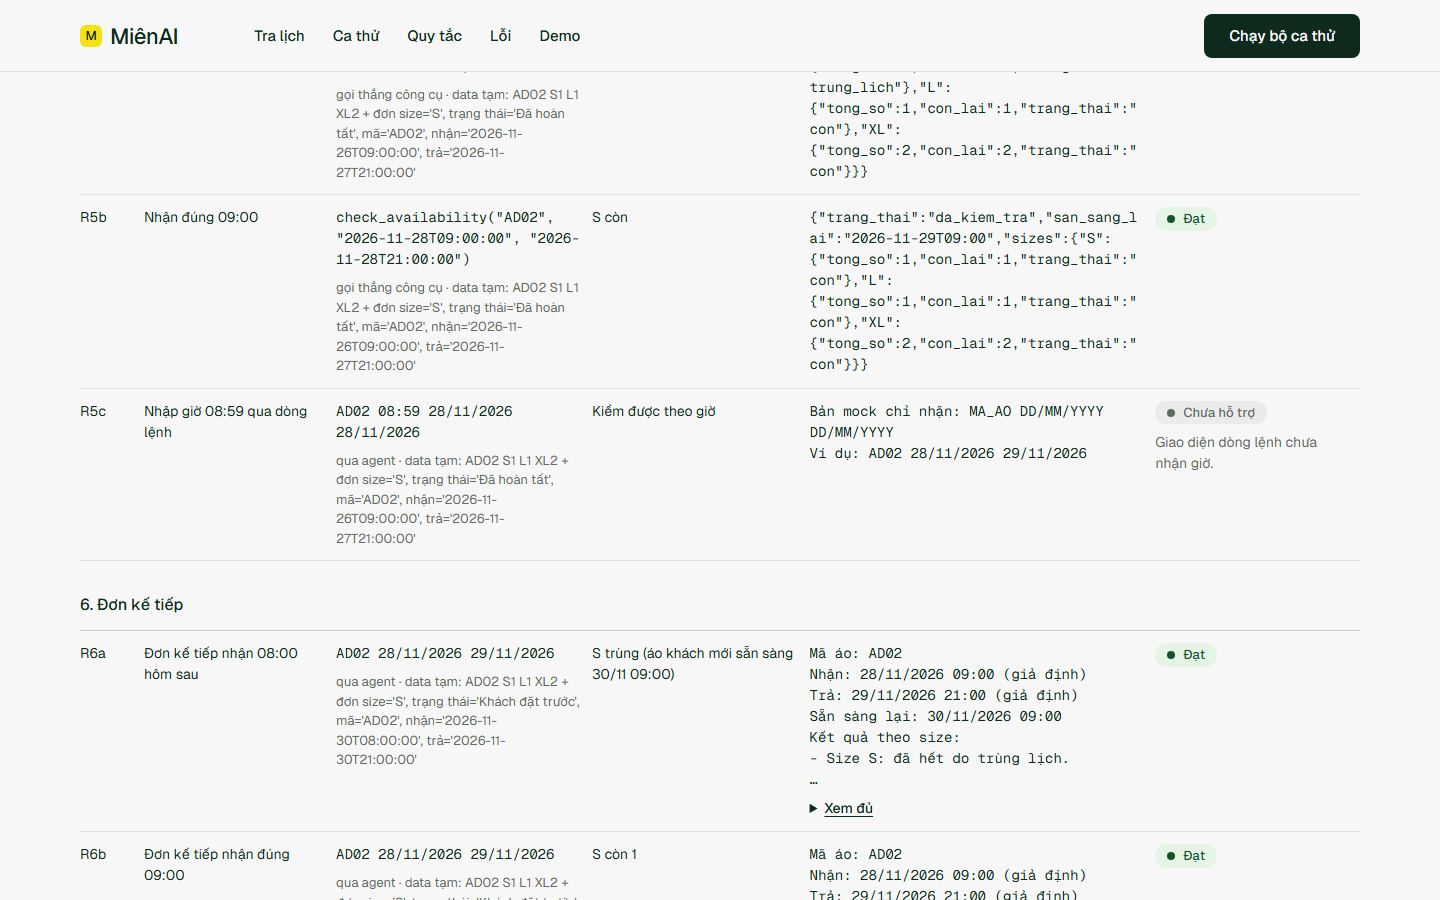 M MiênAI
Tra lịch
Ca thử
Quy tắc
Lỗi
Demo
Chạy bộ ca thử
gọi thẳng công cụ · data tạm: AD02 S1 L1
XL2 + đơn size='S', trạng thái='Đã hoàn
tất', mã='AD02', nhận='2026-11-
26T09:00:00', trả='2026-11-
27T21:00:00'
trung_lich"},"L":
{"tong_so":1,"con_lai":1,"trang_thai":"
con"},"XL":
{"tong_so":2,"con_lai":2,"trang_thai":"
con"}}}
R5b
Nhận đúng 09:00
check_availability("AD02",
"2026-11-28T09:00:00", "2026-
11-28T21:00:00")
gọi thẳng công cụ · data tạm: AD02 S1 L1
XL2 + đơn size='S', trạng thái='Đã hoàn
tất', mã='AD02', nhận='2026-11-
26T09:00:00', trả='2026-11-
27T21:00:00'
S còn
{"trang_thai":"da_kiem_tra","san_sang_l
ai":"2026-11-29T09:00","sizes":{"S":
{"tong_so":1,"con_lai":1,"trang_thai":"
con"},"L":
{"tong_so":1,"con_lai":1,"trang_thai":"
con"},"XL":
{"tong_so":2,"con_lai":2,"trang_thai":"
con"}}}
Đạt
R5c
Nhập giờ 08:59 qua dòng
lệnh
AD02 08:59 28/11/2026
28/11/2026
qua agent · data tạm: AD02 S1 L1 XL2 +
đơn size='S', trạng thái='Đã hoàn tất',
mã='AD02', nhận='2026-11-
26T09:00:00', trả='2026-11-
27T21:00:00'
Kiểm được theo giờ
Bản mock chỉ nhận: MA_AO DD/MM/YYYY
DD/MM/YYYY
Ví dụ: AD02 28/11/2026 29/11/2026
Chưa hỗ trợ
Giao diện dòng lệnh chưa
nhận giờ.
6. Đơn kế tiếp
R6a
Đơn kế tiếp nhận 08:00
hôm sau
AD02 28/11/2026 29/11/2026
qua agent · data tạm: AD02 S1 L1 XL2 +
đơn size='S', trạng thái='Khách đặt trước',
mã='AD02', nhận='2026-11-
30T08:00:00', trả='2026-11-
30T21:00:00'
S trùng (áo khách mới sẵn sàng
30/11 09:00)
Mã áo: AD02
Nhận: 28/11/2026 09:00 (giả định)
Trả: 29/11/2026 21:00 (giả định)
Sẵn sàng lại: 30/11/2026 09:00
Kết quả theo size:
- Size S: đã hết do trùng lịch.
…
Xem đủ
Đạt
R6b
Đơn kế tiếp nhận đúng
09:00
AD02 28/11/2026 29/11/2026
qua agent · data tạm: AD02 S1 L1 XL2 +
S còn 1
Mã áo: AD02
Nhận: 28/11/2026 09:00 (giả định)
Trả: 29/11/2026 21:00 (giả định)
Đạt